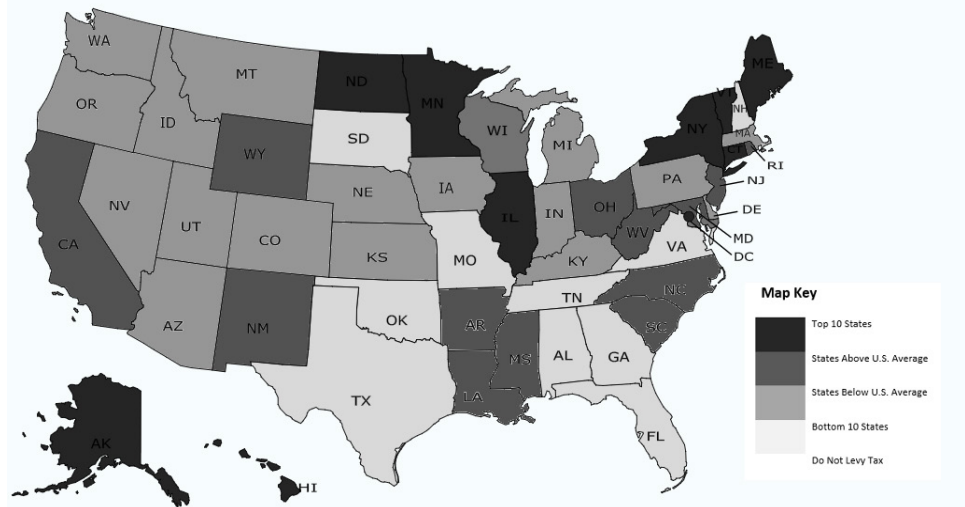 WA
MT
ND
MN
ME
VT
NH
OR
ID
SD
WI
NY
MA
CT
RI
WY
MI
NE
IA
PA
NJ
NV
UT
CO
IL
IN
OH
DE
CA
KS
MO
KY
WV
VA
MD
DC
AZ
NM
OK
AR
TN
NC
SC
TX
LA
MS
AL
GA
FL
AK
HI
Map Key
Top 10 States
States Above U.S. Average
States Below U.S. Average
Bottom 10 States
Do Not Levy Tax